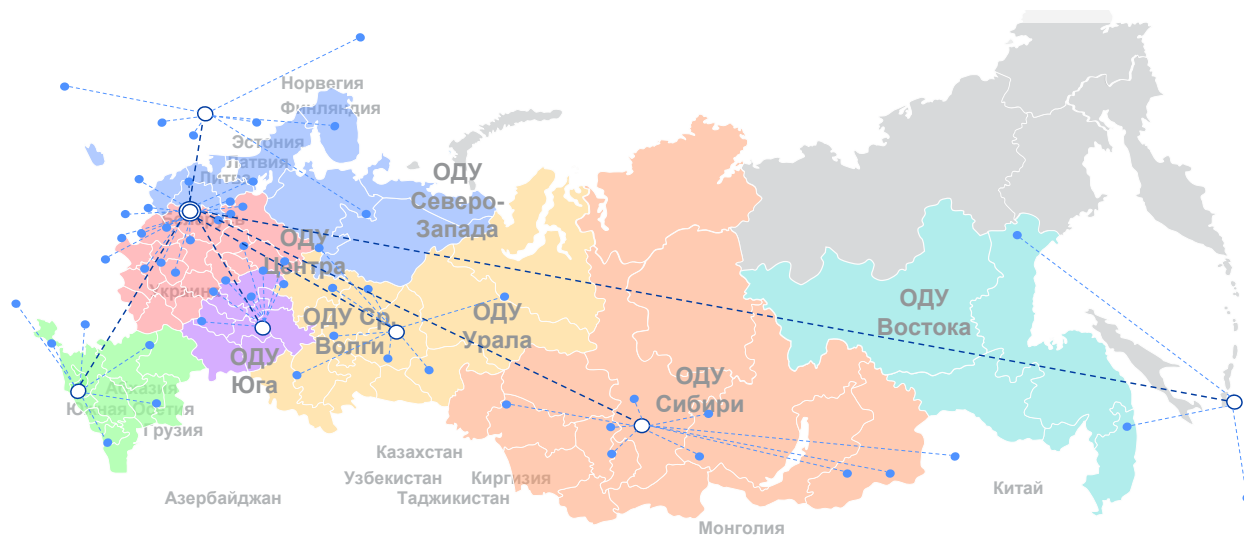 Норвегия
Финляндия
Эстония
Латвия
Литва
ОДУ
Северо-
Запада
ОДУ
Центра
ОДУ
Востока
ОДУ Ср.
Волги
ОДУ
Урала
ОДУ
Юга
ОДУ
Сибири
Абхазия
Южная Осетия
Грузия
Казахстан
Узбекистан
Киргизия
Таджикистан
Азербайджан
Китай
Монголия